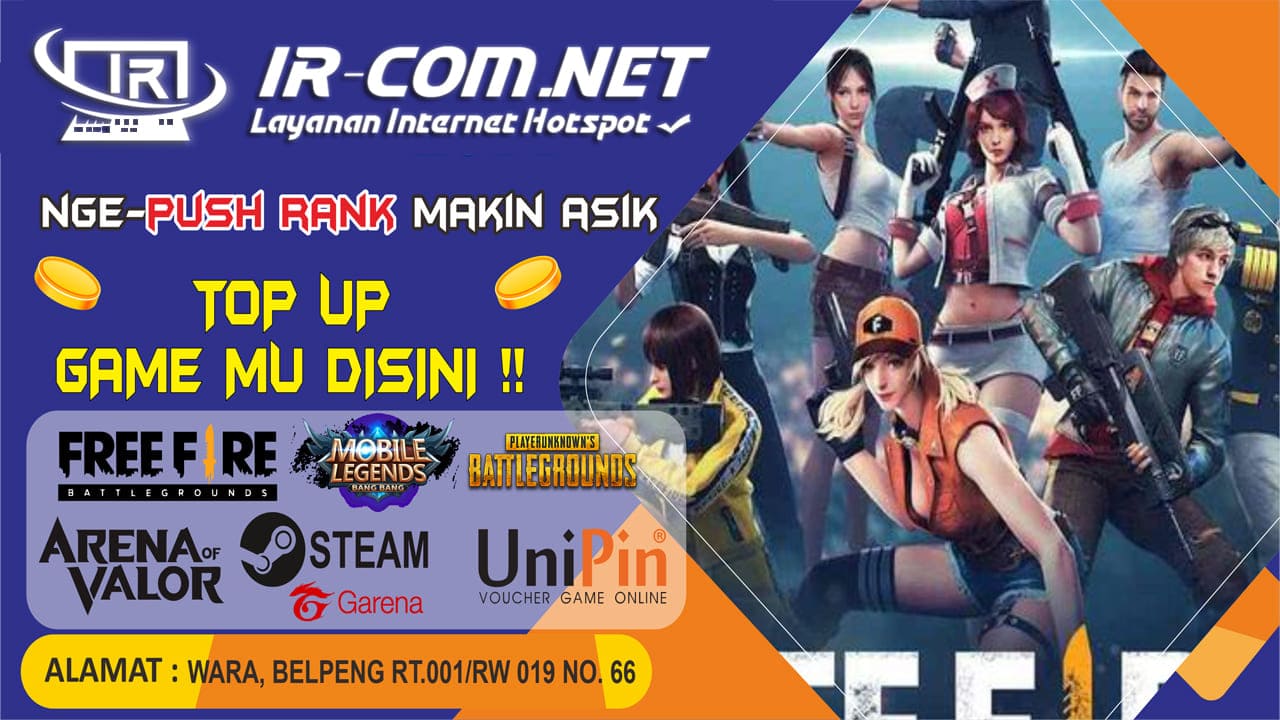 IR
IR-COM.NET
Layanan Internet Hotspot
NGE-PUSH RANK MAKIN ASIK
TOP UP
GAME MU DISINI !!
FREE FIRE
BATTLEGROUNDS
MOBILE
LEGENDS
BANG BANG
PLAYERUNKNOWN'S
BATTLEGROUNDS
ARENA OF
VALOR
STEAM
Garena
UniPin®
VOUCHER GAME ONLINE
ALAMAT : WARA, BELPENG RT.001/RW 019 NO. 66
F